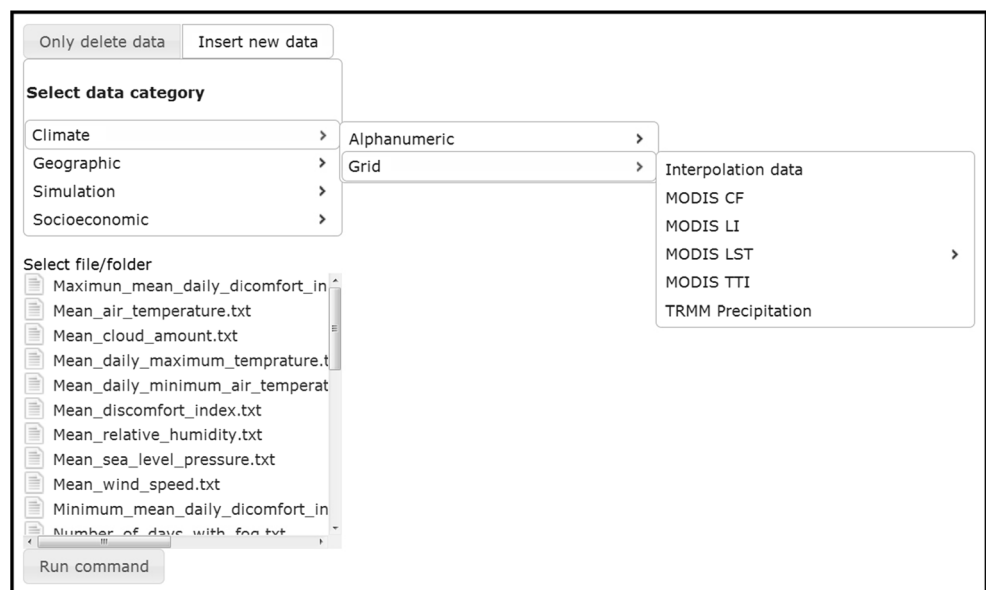 Only delete data
Insert new data
Select data category
Climate
Geographic
Simulation
Socioeconomic
Alphanumeric
Grid
Interpolation data
MODIS CF
MODIS LI
MODIS LST
MODIS TTI
TRMM Precipitation
Select file/folder
Maximun_mean_daily_dicomfort_in
Mean_air_temperature.txt
Mean_cloud_amount.txt
Mean_daily_maximum_temprature.t
Mean_daily_minimum_air_temperat
Mean_discomfort_index.txt
Mean_relative_humidity.txt
Mean_sea_level_pressure.txt
Mean_wind_speed.txt
Minimum_mean_daily_dicomfort_in
Number_of_days_with_fog.txt
Run command